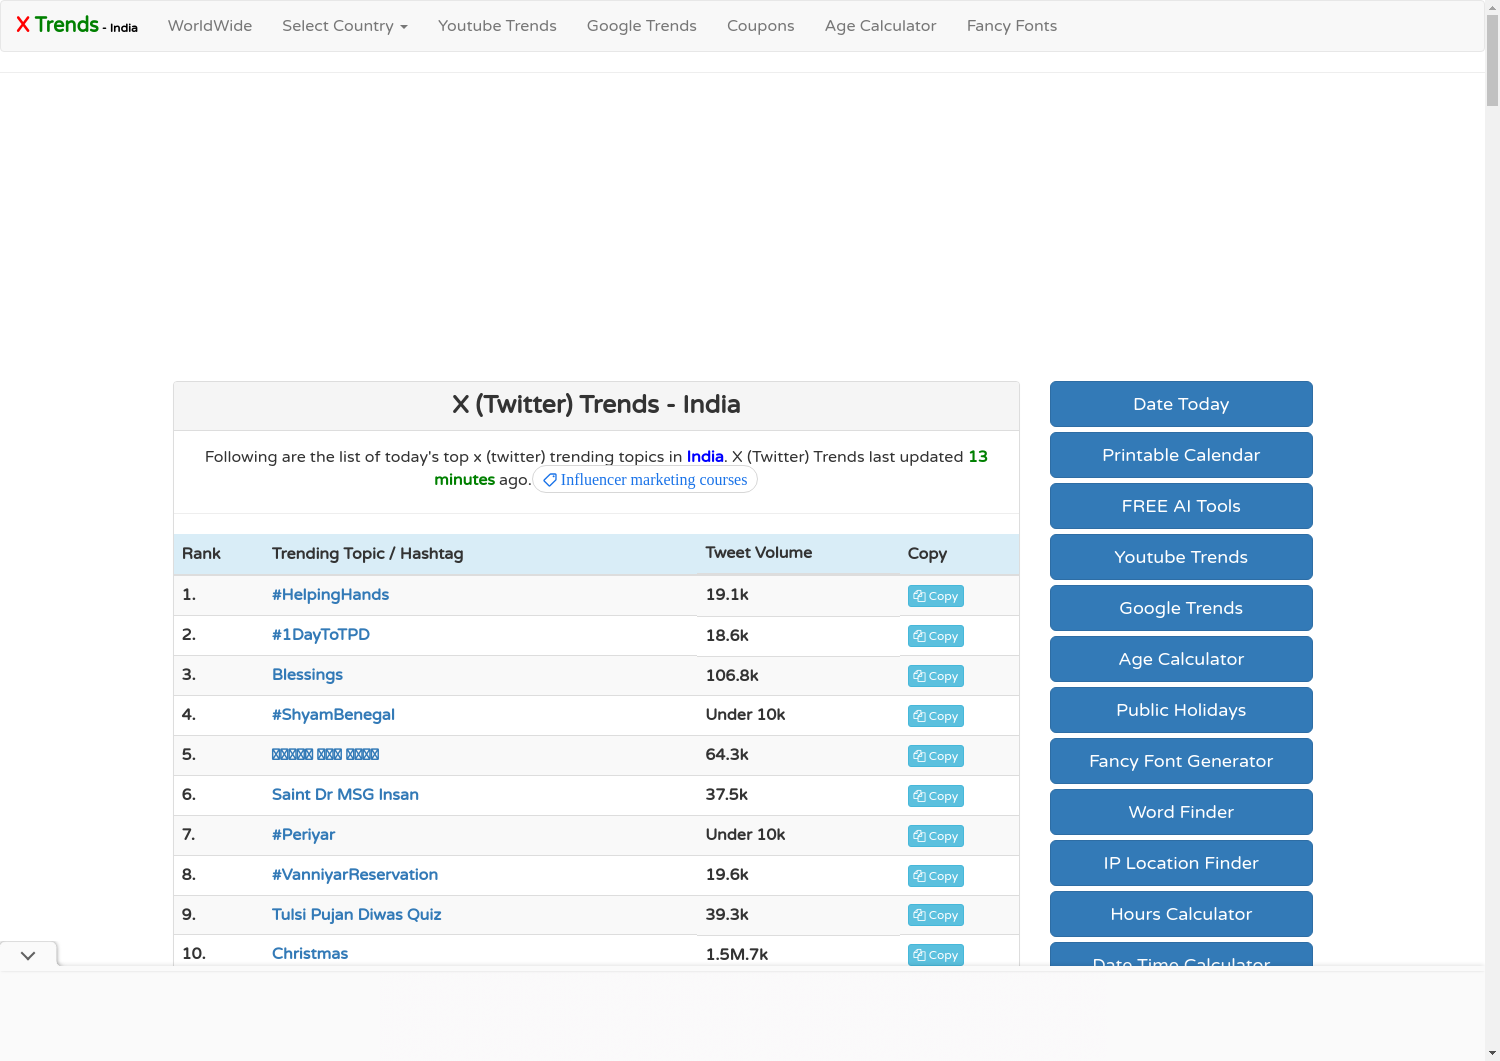 X Trends - India WorldWide Select Country Youtube Trends Google Trends Coupons Age Calculator Fancy Fonts
X (Twitter) Trends - India
Following are the list of today's top x (twitter) trending topics in India. X (Twitter) Trends last updated 13
minutes ago. Influencer marketing courses
Rank Trending Topic / Hashtag Tweet Volume Copy
1. #HelpingHands 19.1k Copy
2. #1DayToTPD 18.6k Copy
3. Blessings 106.8k Copy
4. #ShyamBenegal Under 10k Copy
5. 64.3k Copy
6. Saint Dr MSG Insan 37.5k Copy
7. #Periyar Under 10k Copy
8. #VanniyarReservation 19.6k Copy
9. Tulsi Pujan Diwas Quiz 39.3k Copy
10. Christmas 1.5M.7k Copy
Date Today
Printable Calendar
FREE AI Tools
Youtube Trends
Google Trends
Age Calculator
Public Holidays
Fancy Font Generator
Word Finder
IP Location Finder
Hours Calculator
Date Time Calculator